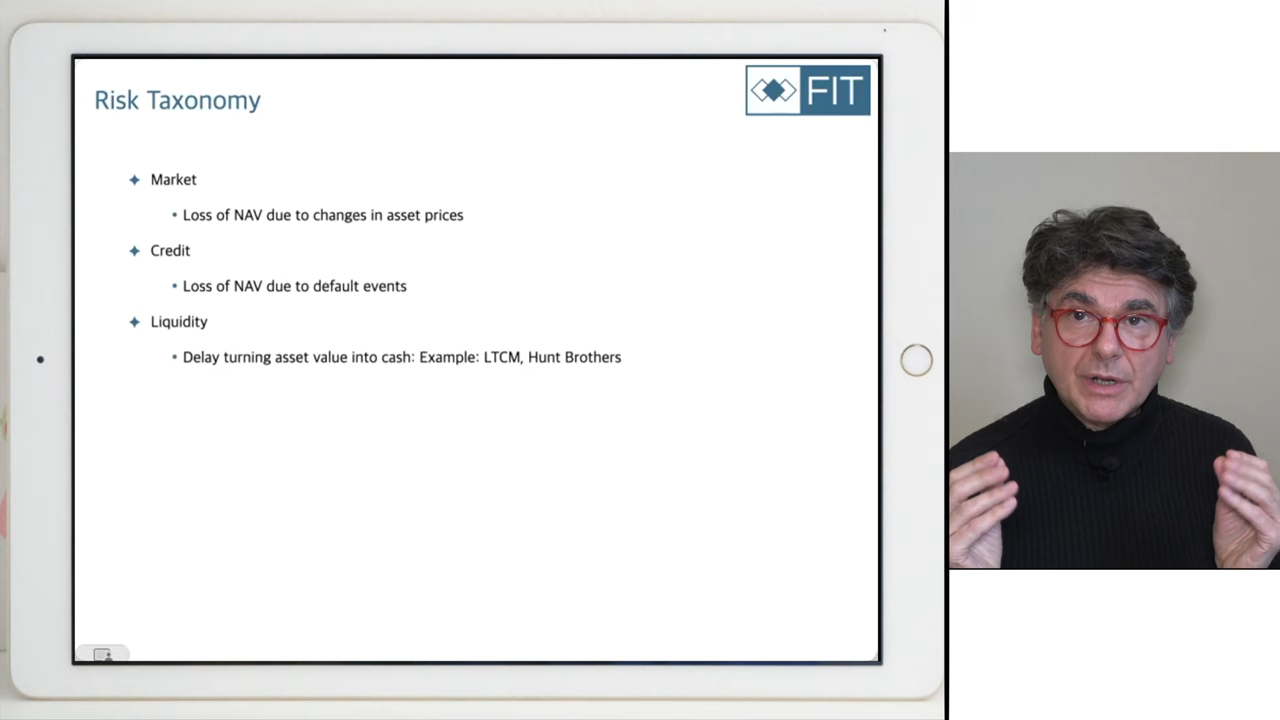 Risk Taxonomy
FIT
Market
Loss of NAV due to changes in asset prices
Credit
Loss of NAV due to default events
Liquidity
Delay turning asset value into cash: Example: LTCM, Hunt Brothers